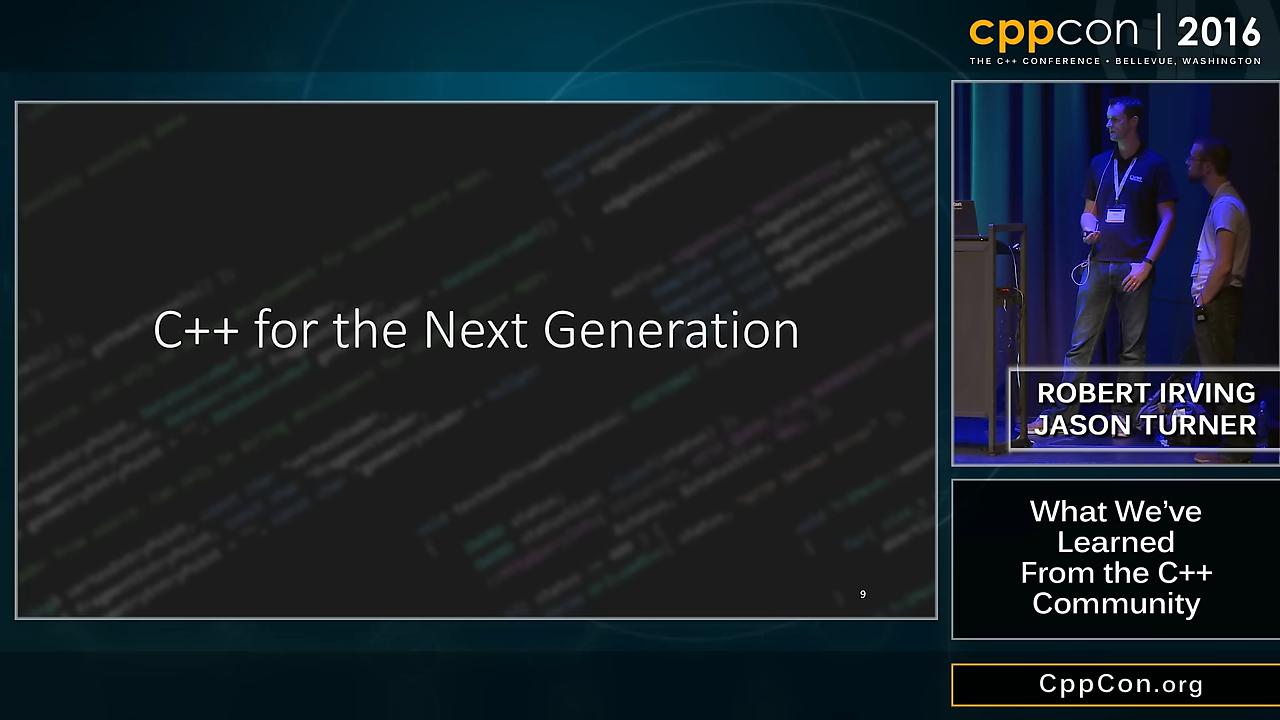 cppcon | 2016
THE C++ CONFERENCE • BELLEVUE, WASHINGTON
C++ for the Next Generation
9
ROBERT IRVING
JASON TURNER
What We've
Learned
From the C++
Community
CppCon.org